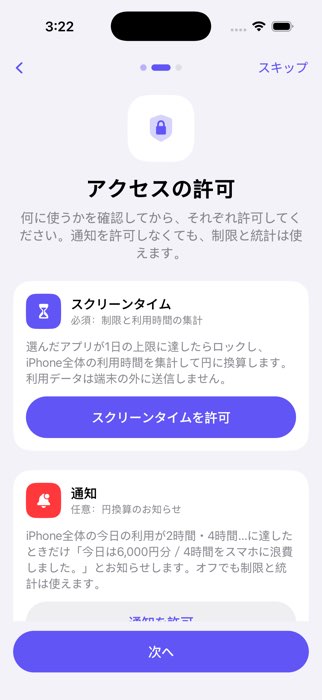 3:22
スキップ
アクセスの許可
何に使うかを確認してから、それぞれ許可してく
ださい。通知を許可しなくても、制限と統計は使
えます。
スクリーンタイム
必須：制限と利用時間の集計
選んだアプリが1日の上限に達したらロックし、
iPhone全体の利用時間を集計して円に換算します。
利用データは端末の外に送信しません。
スクリーンタイムを許可
通知
任意：円換算のお知らせ
iPhone全体の今日の利用が2時間・4時間...に達した
ときだけ「今日は6,000円分 / 4時間をスマホに浪費
しました。」とお知らせします。オフでも制限と統
計は使えます。
通知を許可
次へ